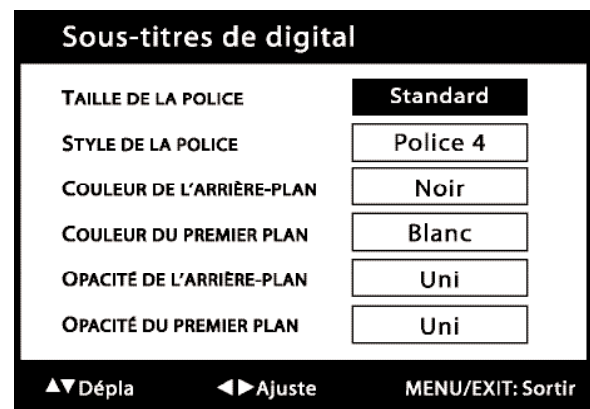 Sous-titres de digital
TAILLE DE LA POLICE Standard
STYLE DE LA POLICE Police 4
COULEUR DE L'ARRIÈRE-PLAN Noir
COULEUR DU PREMIER PLAN Blanc
OPACITÉ DE L'ARRIÈRE-PLAN Uni
OPACITÉ DU PREMIER PLAN Uni
▲▼Dépla ◄►Ajuste MENU/EXIT: Sortir